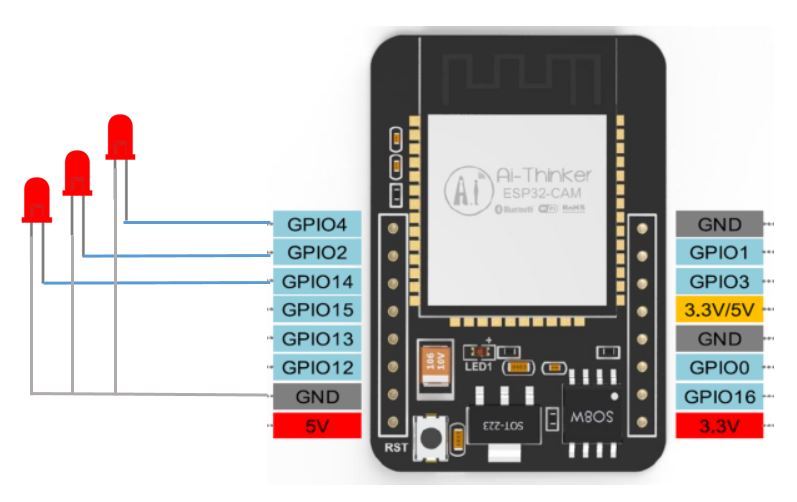 GPIO4
GPIO2
GPIO14
GPIO15
GPIO13
GPIO12
GND
5V
Ai-Thinker
A.I
ESP32-CAM
Bluetooth WiFi RoHS
106
10V
+
LED1
SOT-223
SO8W
RST
GND
GPIO1
GPIO3
3.3V/5V
GND
GPIO0
GPIO16
3.3V